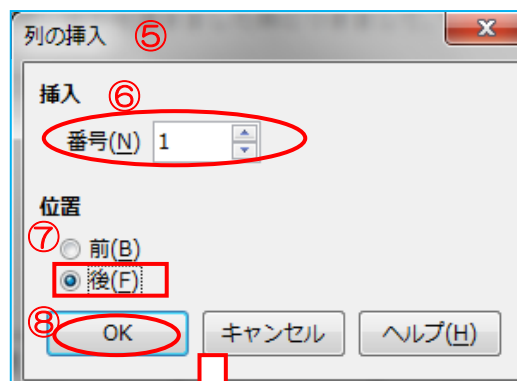 列の挿入 ⑤
挿入 ⑥
番号(N) 1
位置
⑦ 前(B)
後(F)
⑧ OK キャンセル ヘルプ(H)